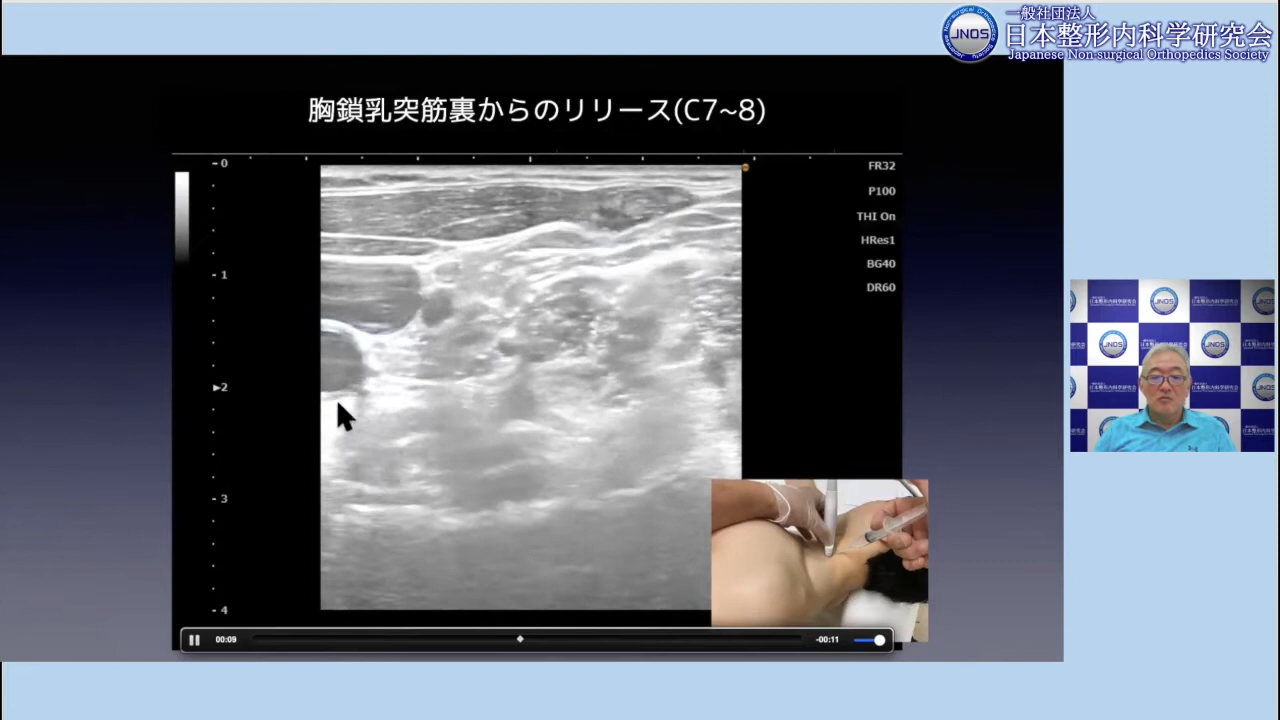 一般社団法人
日本整形内科学研究会
Japanese Non-surgical Orthopedics Society
JNOS
胸鎖乳突筋裏からのリリース(C7~8)
0
1
2
3
4
FR32
P100
THI On
HRes1
BG40
DR60
00:09
-00:11